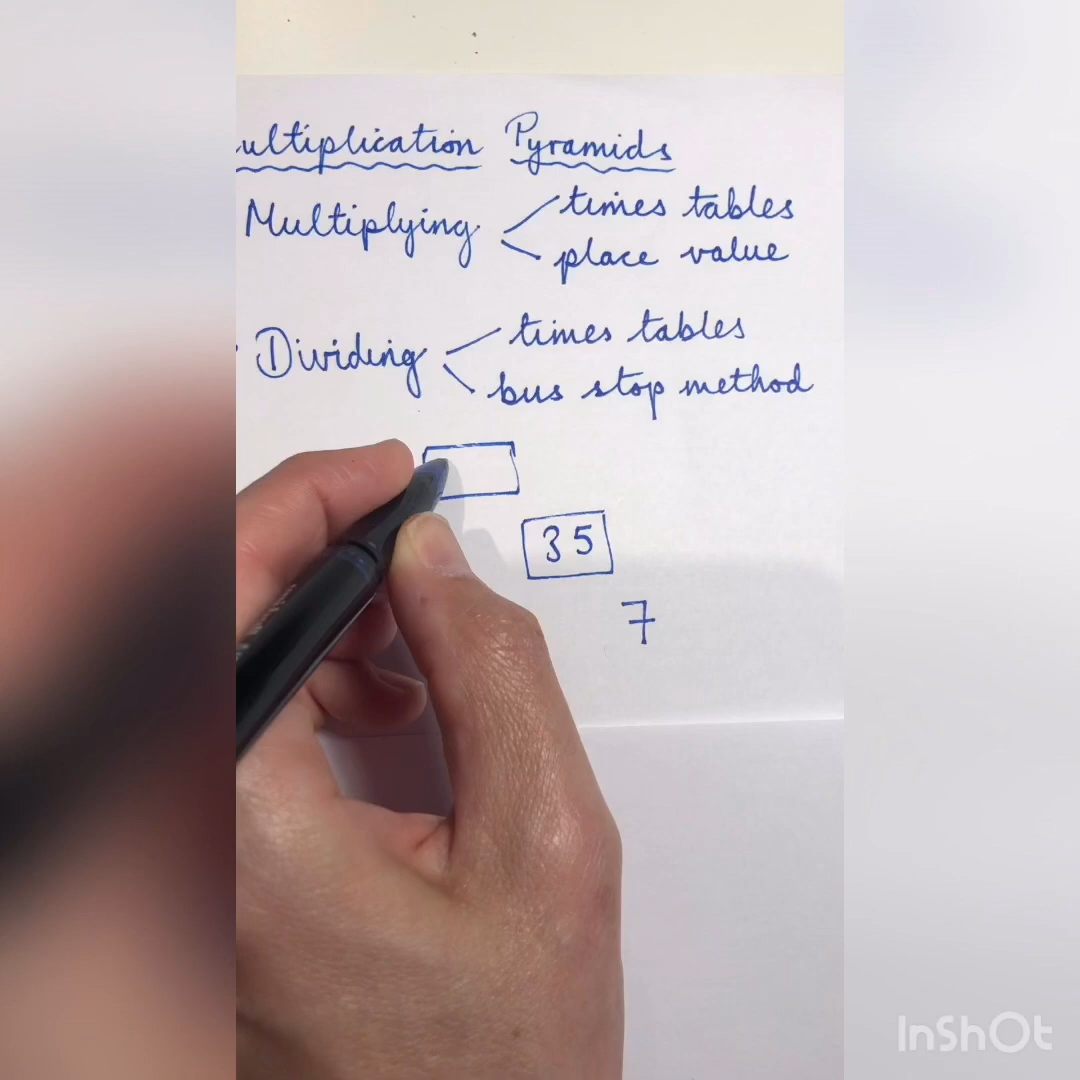 ultiplication Pyramids
Multiplying < times tables
place value
Dividing < times tables
bus stop method
35
7
InShOt